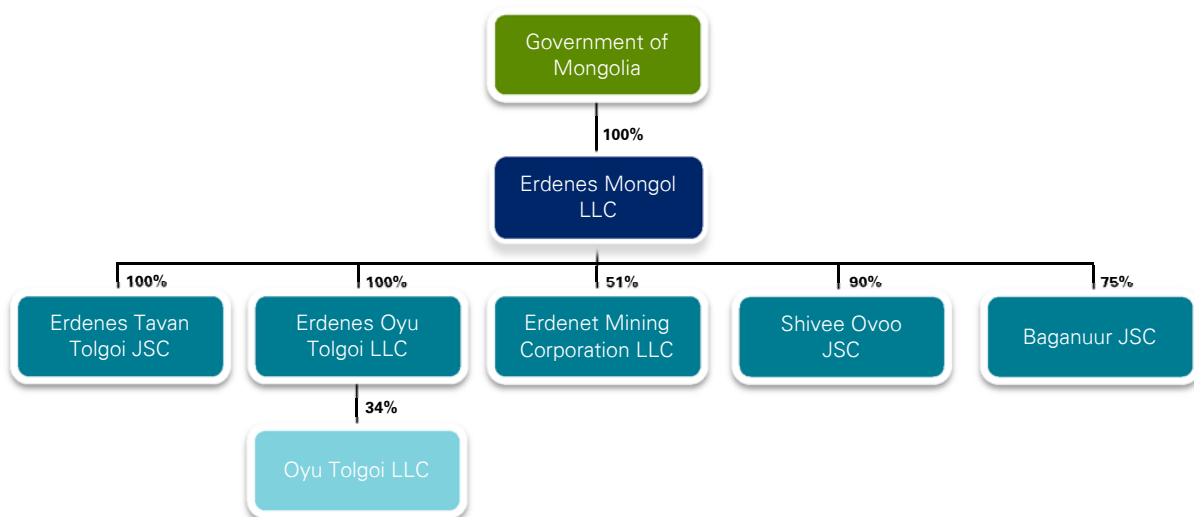 Government of
Mongolia
100%
Erdenes Mongol
LLC
100%
100%
51%
90%
75%
Erdenes Tavan
Tolgoi JSC
Erdenes Oyu
Tolgoi LLC
Erdenet Mining
Corporation LLC
Shivee Ovoo
JSC
Baganuur JSC
34%
Oyu Tolgoi LLC